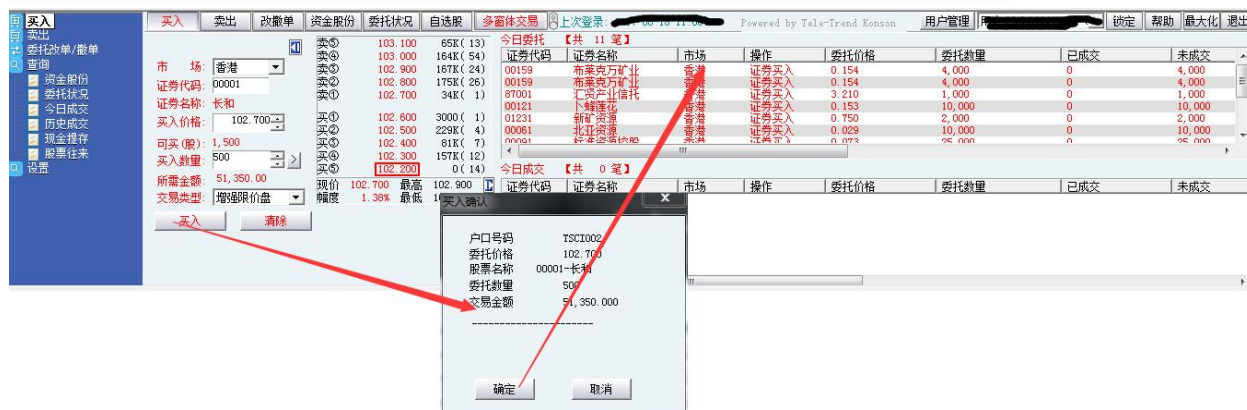 买入
卖出
委托改单/撤单
查询
资金股份
委托状况
今日成交
历史成交
现金提存
股票往来
设置
买入 卖出 改撤单 资金股份 委托状况 自选股 多窗体交易 上次登录: Powered by Tele-Trend Konson 用户管理 锁定 帮助 最大化 退出
市 场: 香港
证券代码: 00001
证券名称: 长和
买入价格: 102.700
可买(股): 1,500
买入数量: 500
所需金额: 51,350.00
交易类型: 增强限价盘
买入 清除
卖⑤ 103.100 65K( 13)
卖④ 103.000 164K( 54)
卖③ 102.900 167K( 24)
卖② 102.800 175K( 26)
卖① 102.700 34K( 1)
买① 102.600 3000( 1)
买② 102.500 229K( 4)
买③ 102.400 81K( 7)
买④ 102.300 157K( 12)
买⑤ 102.200 0( 14)
现价 102.700 最高 102.900
幅度 1.38% 最低
今日委托 【共 11 笔】
证券代码 证券名称 市场 操作 委托价格 委托数量 已成交 未成交
00159 布莱克万矿业 香港 证券买入 0.154 4,000 0 4,000
00159 布莱克万矿业 香港 证券买入 0.154 4,000 0 4,000
87001 汇贤产业信托 香港 证券买入 3.210 1,000 0 1,000
00121 卜蜂莲花 香港 证券买入 0.153 10,000 0 10,000
01231 新矿资源 香港 证券买入 0.750 2,000 0 2,000
00061 北亚资源 香港 证券买入 0.029 10,000 0 10,000
00091 标准资源控股 香港 证券买入 0.073 25,000 0 25,000
今日成交 【共 0 笔】
证券代码 证券名称 市场 操作 委托价格 委托数量 已成交 未成交
买入确认
户口号码 TSCI002
委托价格 102.700
股票名称 00001-长和
委托数量 500
交易金额 51,350.000
----------------------
确定 取消